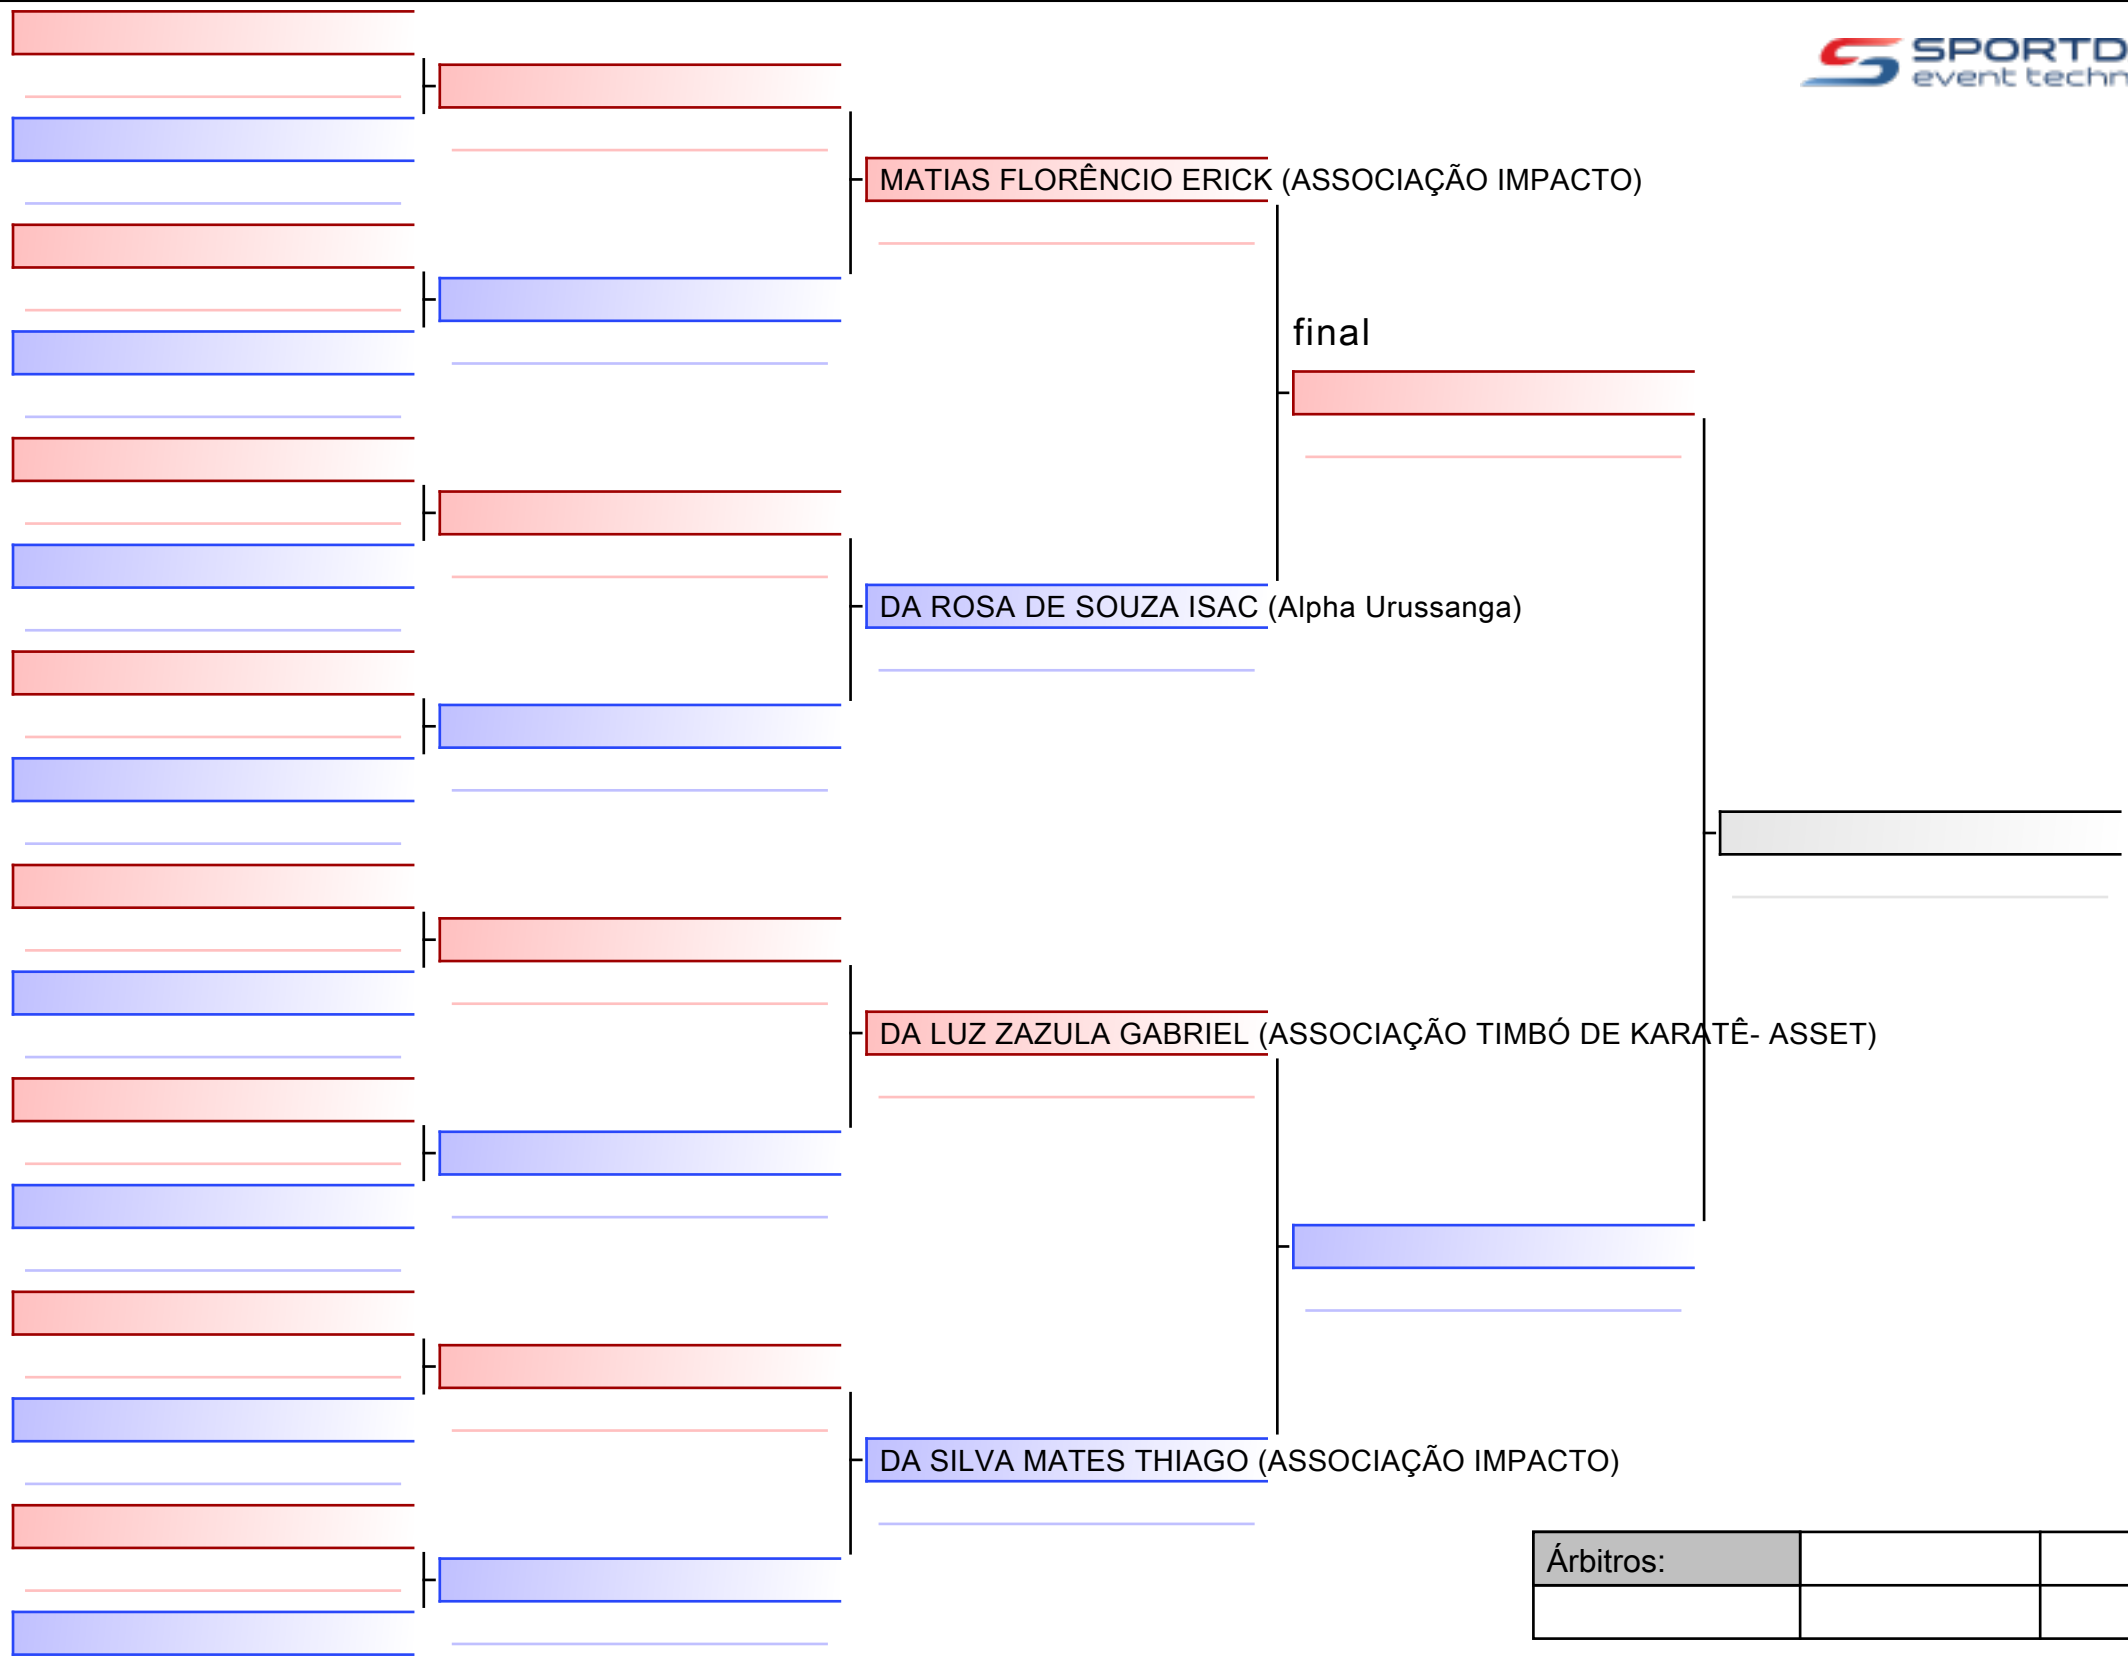 SPORTD
event techn
MATIAS FLORÊNCIO ERICK (ASSOCIAÇÃO IMPACTO)
final
DA ROSA DE SOUZA ISAC (Alpha Urussanga)
DA LUZ ZAZULA GABRIEL (ASSOCIAÇÃO TIMBÓ DE KARATÊ- ASSET)
DA SILVA MATES THIAGO (ASSOCIAÇÃO IMPACTO)
Árbitros: